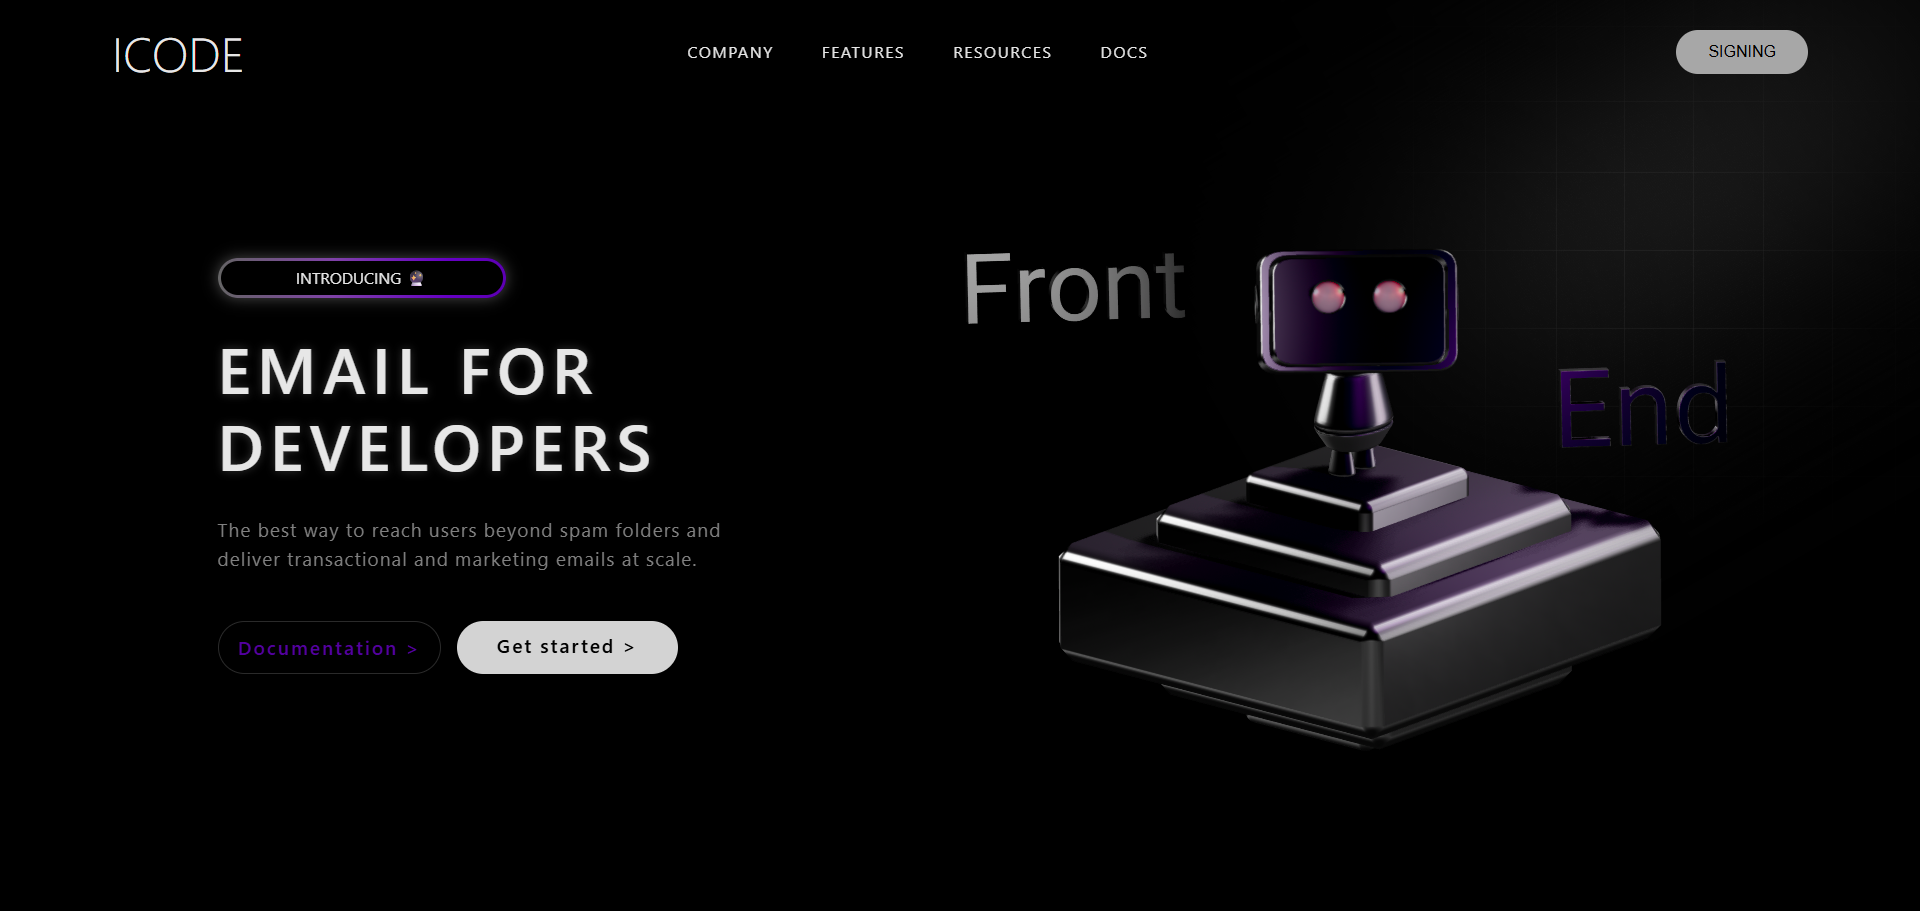 ICODE
COMPANY FEATURES RESOURCES DOCS
SIGNING
INTRODUCING 🔮
EMAIL FOR
DEVELOPERS
The best way to reach users beyond spam folders and
deliver transactional and marketing emails at scale.
Documentation >
Get started >
Front
End